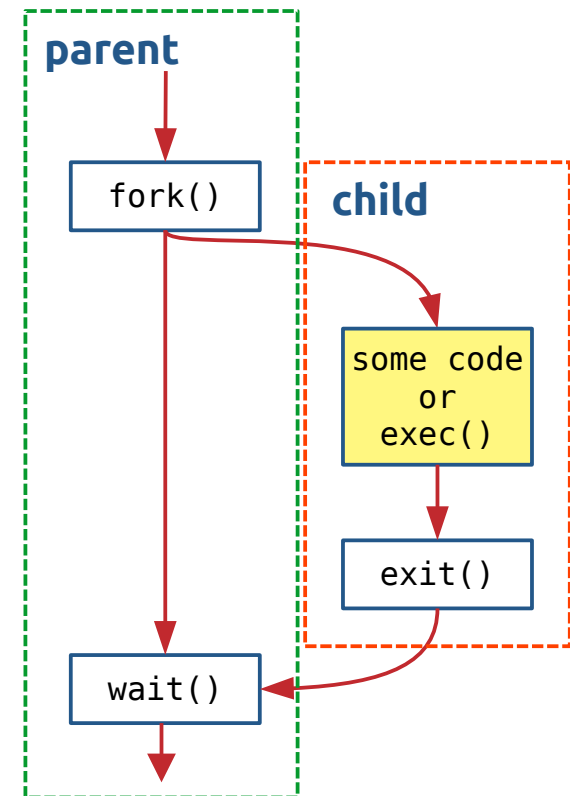 parent
fork()
child
some code
or
exec()
exit()
wait()